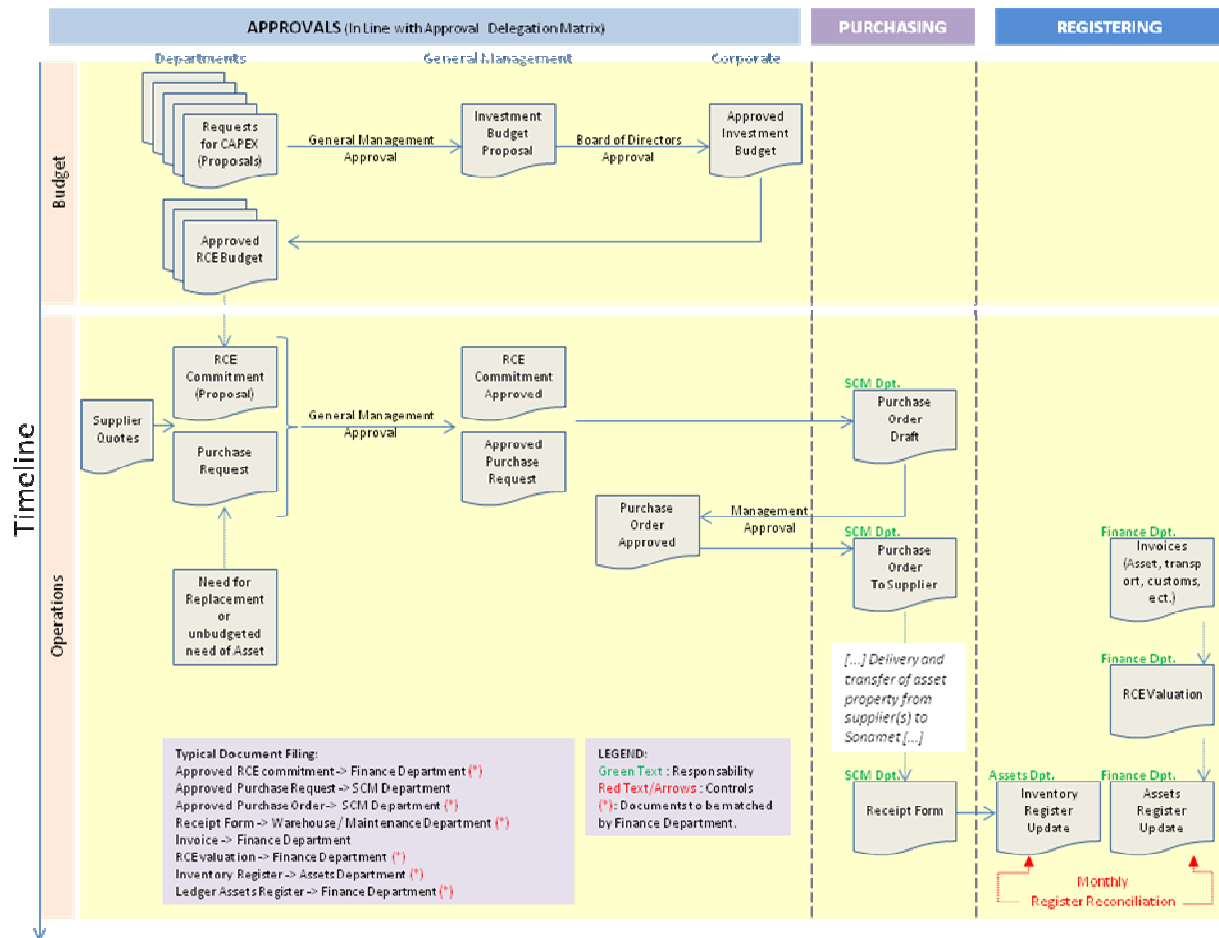 APPROVALS (In Line with Approval Delegation Matrix)
PURCHASING
REGISTERING
Departments
General Management
Corporate
Timeline
Budget
Requests
for CAPEX
(Proposals)
General Management
Approval
Investment
Budget
Proposal
Board of Directors
Approval
Approved
Investment
Budget
Approved
RCE Budget
Operations
Supplier
Quotes
RCE
Commitment
(Proposal)
Purchase
Request
General Management
Approval
RCE
Commitment
Approved
Approved
Purchase
Request
SCM Dpt.
Purchase
Order
Draft
Management
Approval
Purchase
Order
Approved
SCM Dpt.
Purchase
Order
To Supplier
Need for
Replacement
or
unbudgeted
need of Asset
Finance Dpt.
Invoices
(Asset, transp
ort, customs,
ect.)
[...] Delivery and
transfer of asset
property from
supplier(s) to
Sonamet [...]
Finance Dpt.
RCE Valuation
SCM Dpt.
Receipt Form
Assets Dpt.
Inventory
Register
Update
Finance Dpt.
Assets
Register
Update
Monthly
Register Reconciliation
Typical Document Filing:
Approved RCE commitment-> Finance Department (*)
Approved Purchase Request -> SCM Department
Approved Purchase Order-> SCM Department (*)
Receipt Form -> Warehouse / Maintenance Department (*)
Invoice -> Finance Department
RCE valuation -> Finance Department (*)
Inventory Register -> Assets Department (*)
Ledger Assets Register -> Finance Department (*)
LEGEND:
Green Text : Responsability
Red Text/Arrows : Controls
(*): Documents to be matched
by Finance Department.